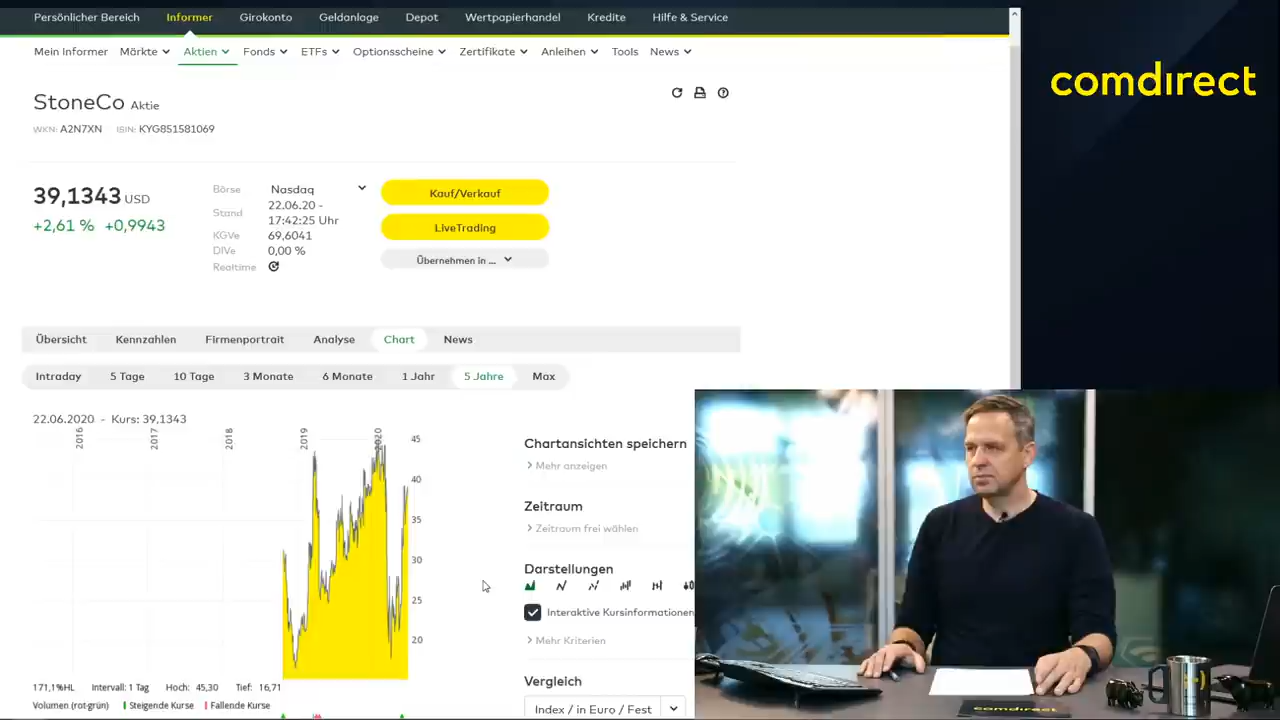 Persönlicher Bereich Informer Girokonto Geldanlage Depot Wertpapierhandel Kredite Hilfe & Service
Mein Informer Märkte Aktien Fonds ETFs Optionsscheine Zertifikate Anleihen Tools News
comdirect
StoneCo Aktie
WKN: A2N7XN ISIN: KYG851581069
39,1343 USD
+2,61 % +0,9943
Börse Nasdaq
Stand 22.06.20 -
17:42:25 Uhr
KGVe 69,6041
DIVe 0,00 %
Realtime
Kauf/Verkauf
LiveTrading
Übernehmen in ...
Übersicht Kennzahlen Firmenportrait Analyse Chart News
Intraday 5 Tage 10 Tage 3 Monate 6 Monate 1 Jahr 5 Jahre Max
22.06.2020 - Kurs: 39,1343
2016 2017 2018 2019 2020
45
40
35
30
25
20
171,1%HL Intervall: 1 Tag Hoch: 45,30 Tief: 16,71
Volumen (rot-grün) Steigende Kurse Fallende Kurse
Chartansichten speichern
Mehr anzeigen
Zeitraum
Zeitraum frei wählen
Darstellungen
Interaktive Kursinformationen
Mehr Kriterien
Vergleich
Index / in Euro / Fest
comdirect